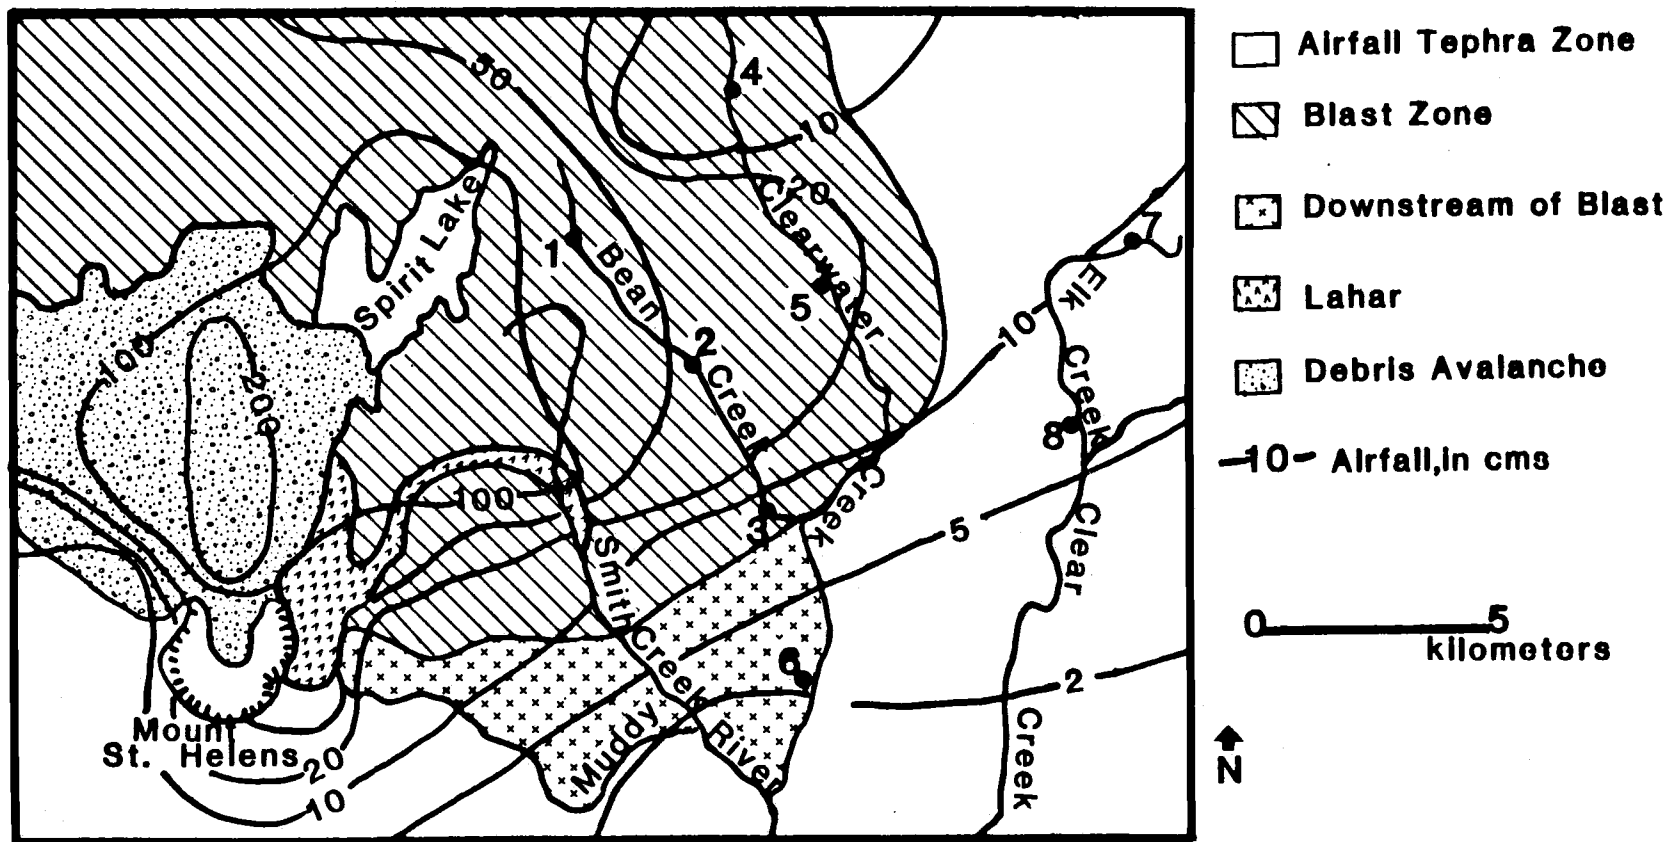 50
4
10
20
Clearwater
Spirit Lake
1
Bean
5
2
Creek
7
Elk
10
Creek
8
100
200
100
3
Creek
5
Clear
Smith
Creek
6
Muddy
River
2
Creek
Mount
St. Helens
20
10
Airfall Tephra Zone
Blast Zone
Downstream of Blast
Lahar
Debris Avalanche
10 Airfall,in cms
0 5
kilometers
N